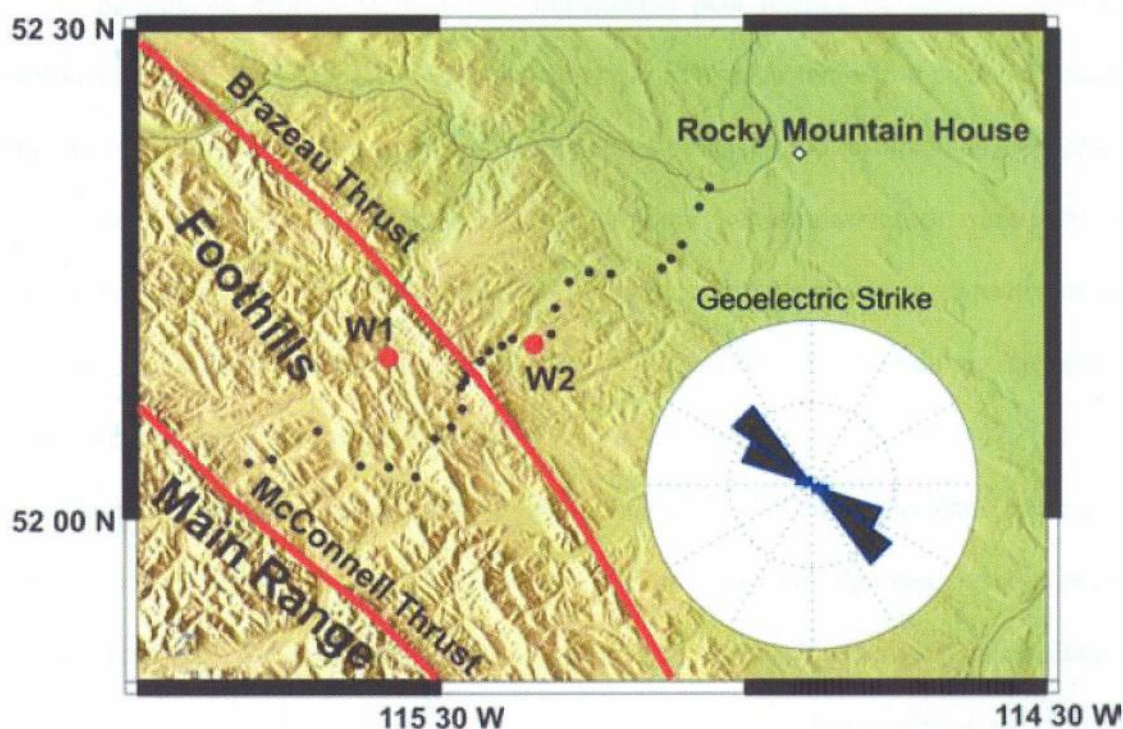 52 30 N
Brazeau Thrust
Rocky Mountain House
Foothills
Geoelectric Strike
W1
W2
52 00 N
McConnell Thrust
Main Range
115 30 W
114 30 W